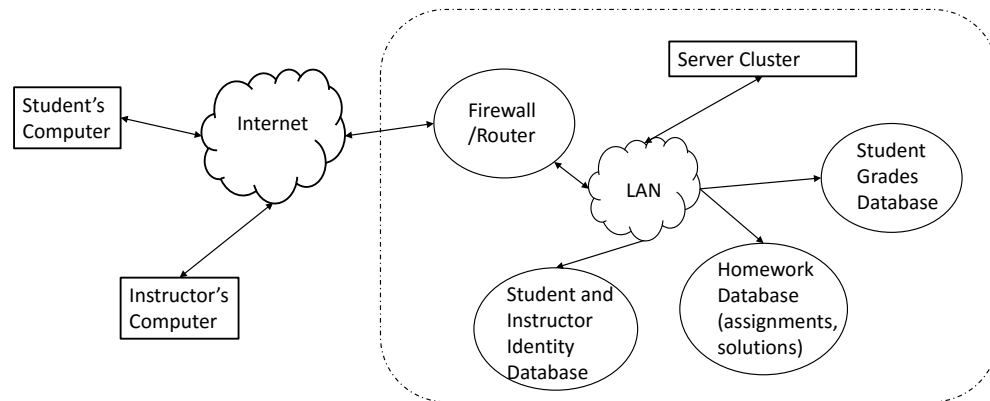 Student's
Computer
Internet
Instructor's
Computer
Firewall
/Router
Server Cluster
LAN
Student
Grades
Database
Student and
Instructor
Identity
Database
Homework
Database
(assignments,
solutions)